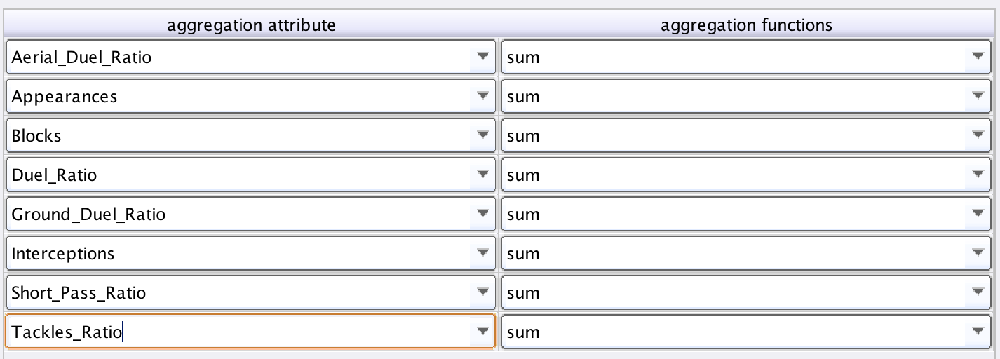 aggregation attribute aggregation functions
Aerial_Duel_Ratio sum
Appearances sum
Blocks sum
Duel_Ratio sum
Ground_Duel_Ratio sum
Interceptions sum
Short_Pass_Ratio sum
Tackles_Ratio sum